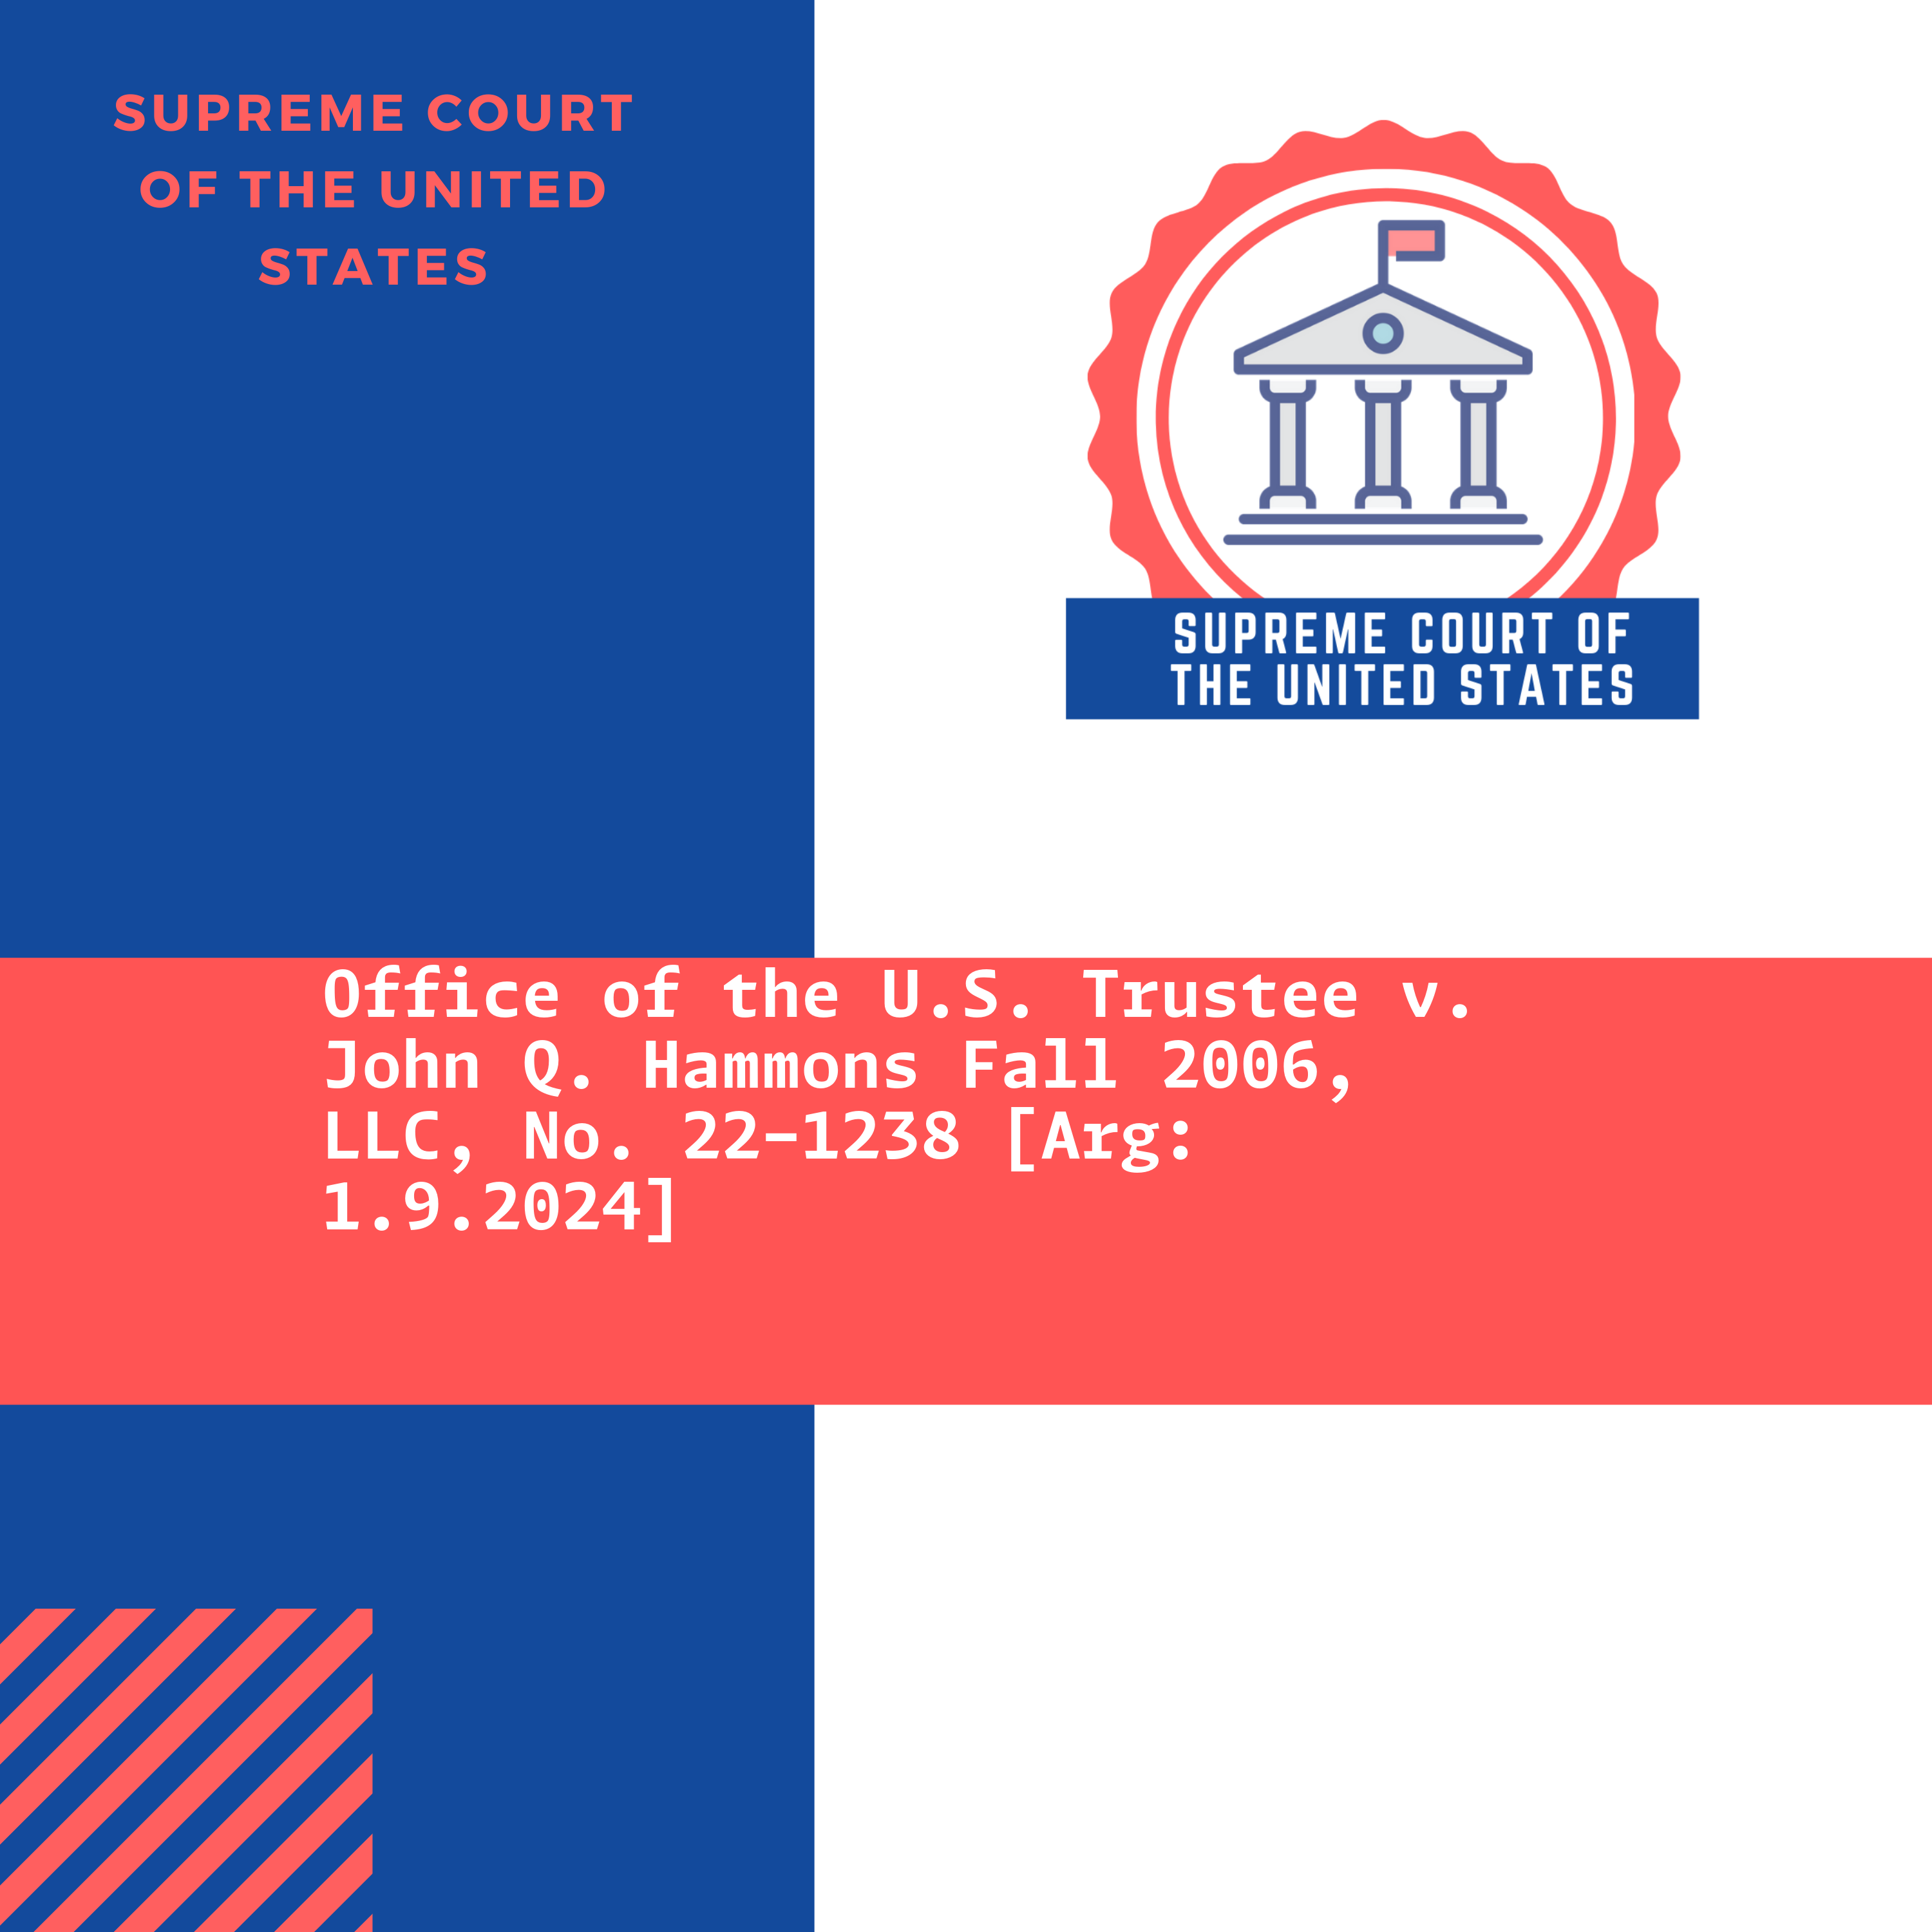 SUPREME COURT
OF THE UNITED
STATES
SUPREME COURT OF
THE UNITED STATES
Office of the U.S. Trustee v.
John Q. Hammons Fall 2006,
LLC, No. 22-1238 [Arg:
1.9.2024]